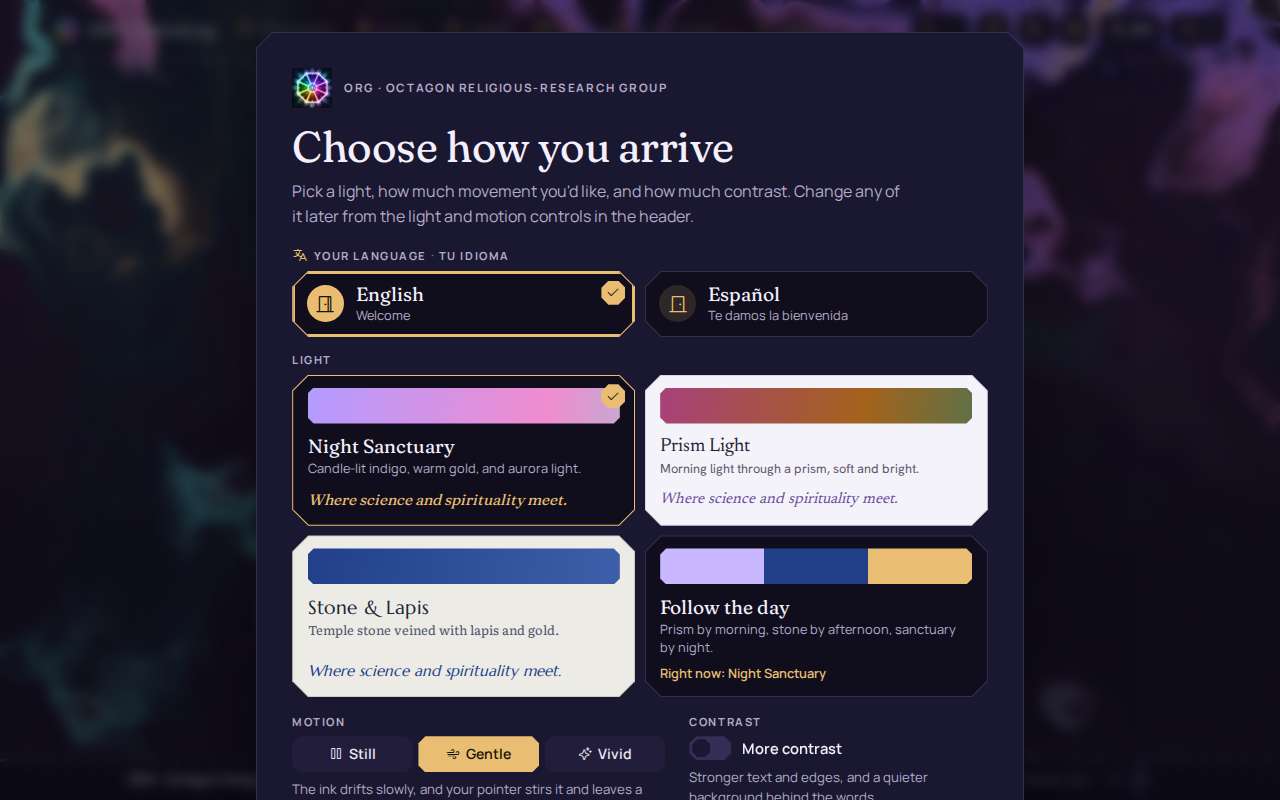 ORG · OCTAGON RELIGIOUS-RESEARCH GROUP
Choose how you arrive
Pick a light, how much movement you'd like, and how much contrast. Change any of
it later from the light and motion controls in the header.
YOUR LANGUAGE · TU IDIOMA
English
Welcome
Español
Te damos la bienvenida
LIGHT
Night Sanctuary
Candle-lit indigo, warm gold, and aurora light.
Where science and spirituality meet.
Prism Light
Morning light through a prism, soft and bright.
Where science and spirituality meet.
Stone & Lapis
Temple stone veined with lapis and gold.
Where science and spirituality meet.
Follow the day
Prism by morning, stone by afternoon, sanctuary
by night.
Right now: Night Sanctuary
MOTION
Still
Gentle
Vivid
The ink drifts slowly, and your pointer stirs it and leaves a
CONTRAST
More contrast
Stronger text and edges, and a quieter
background behind the words.